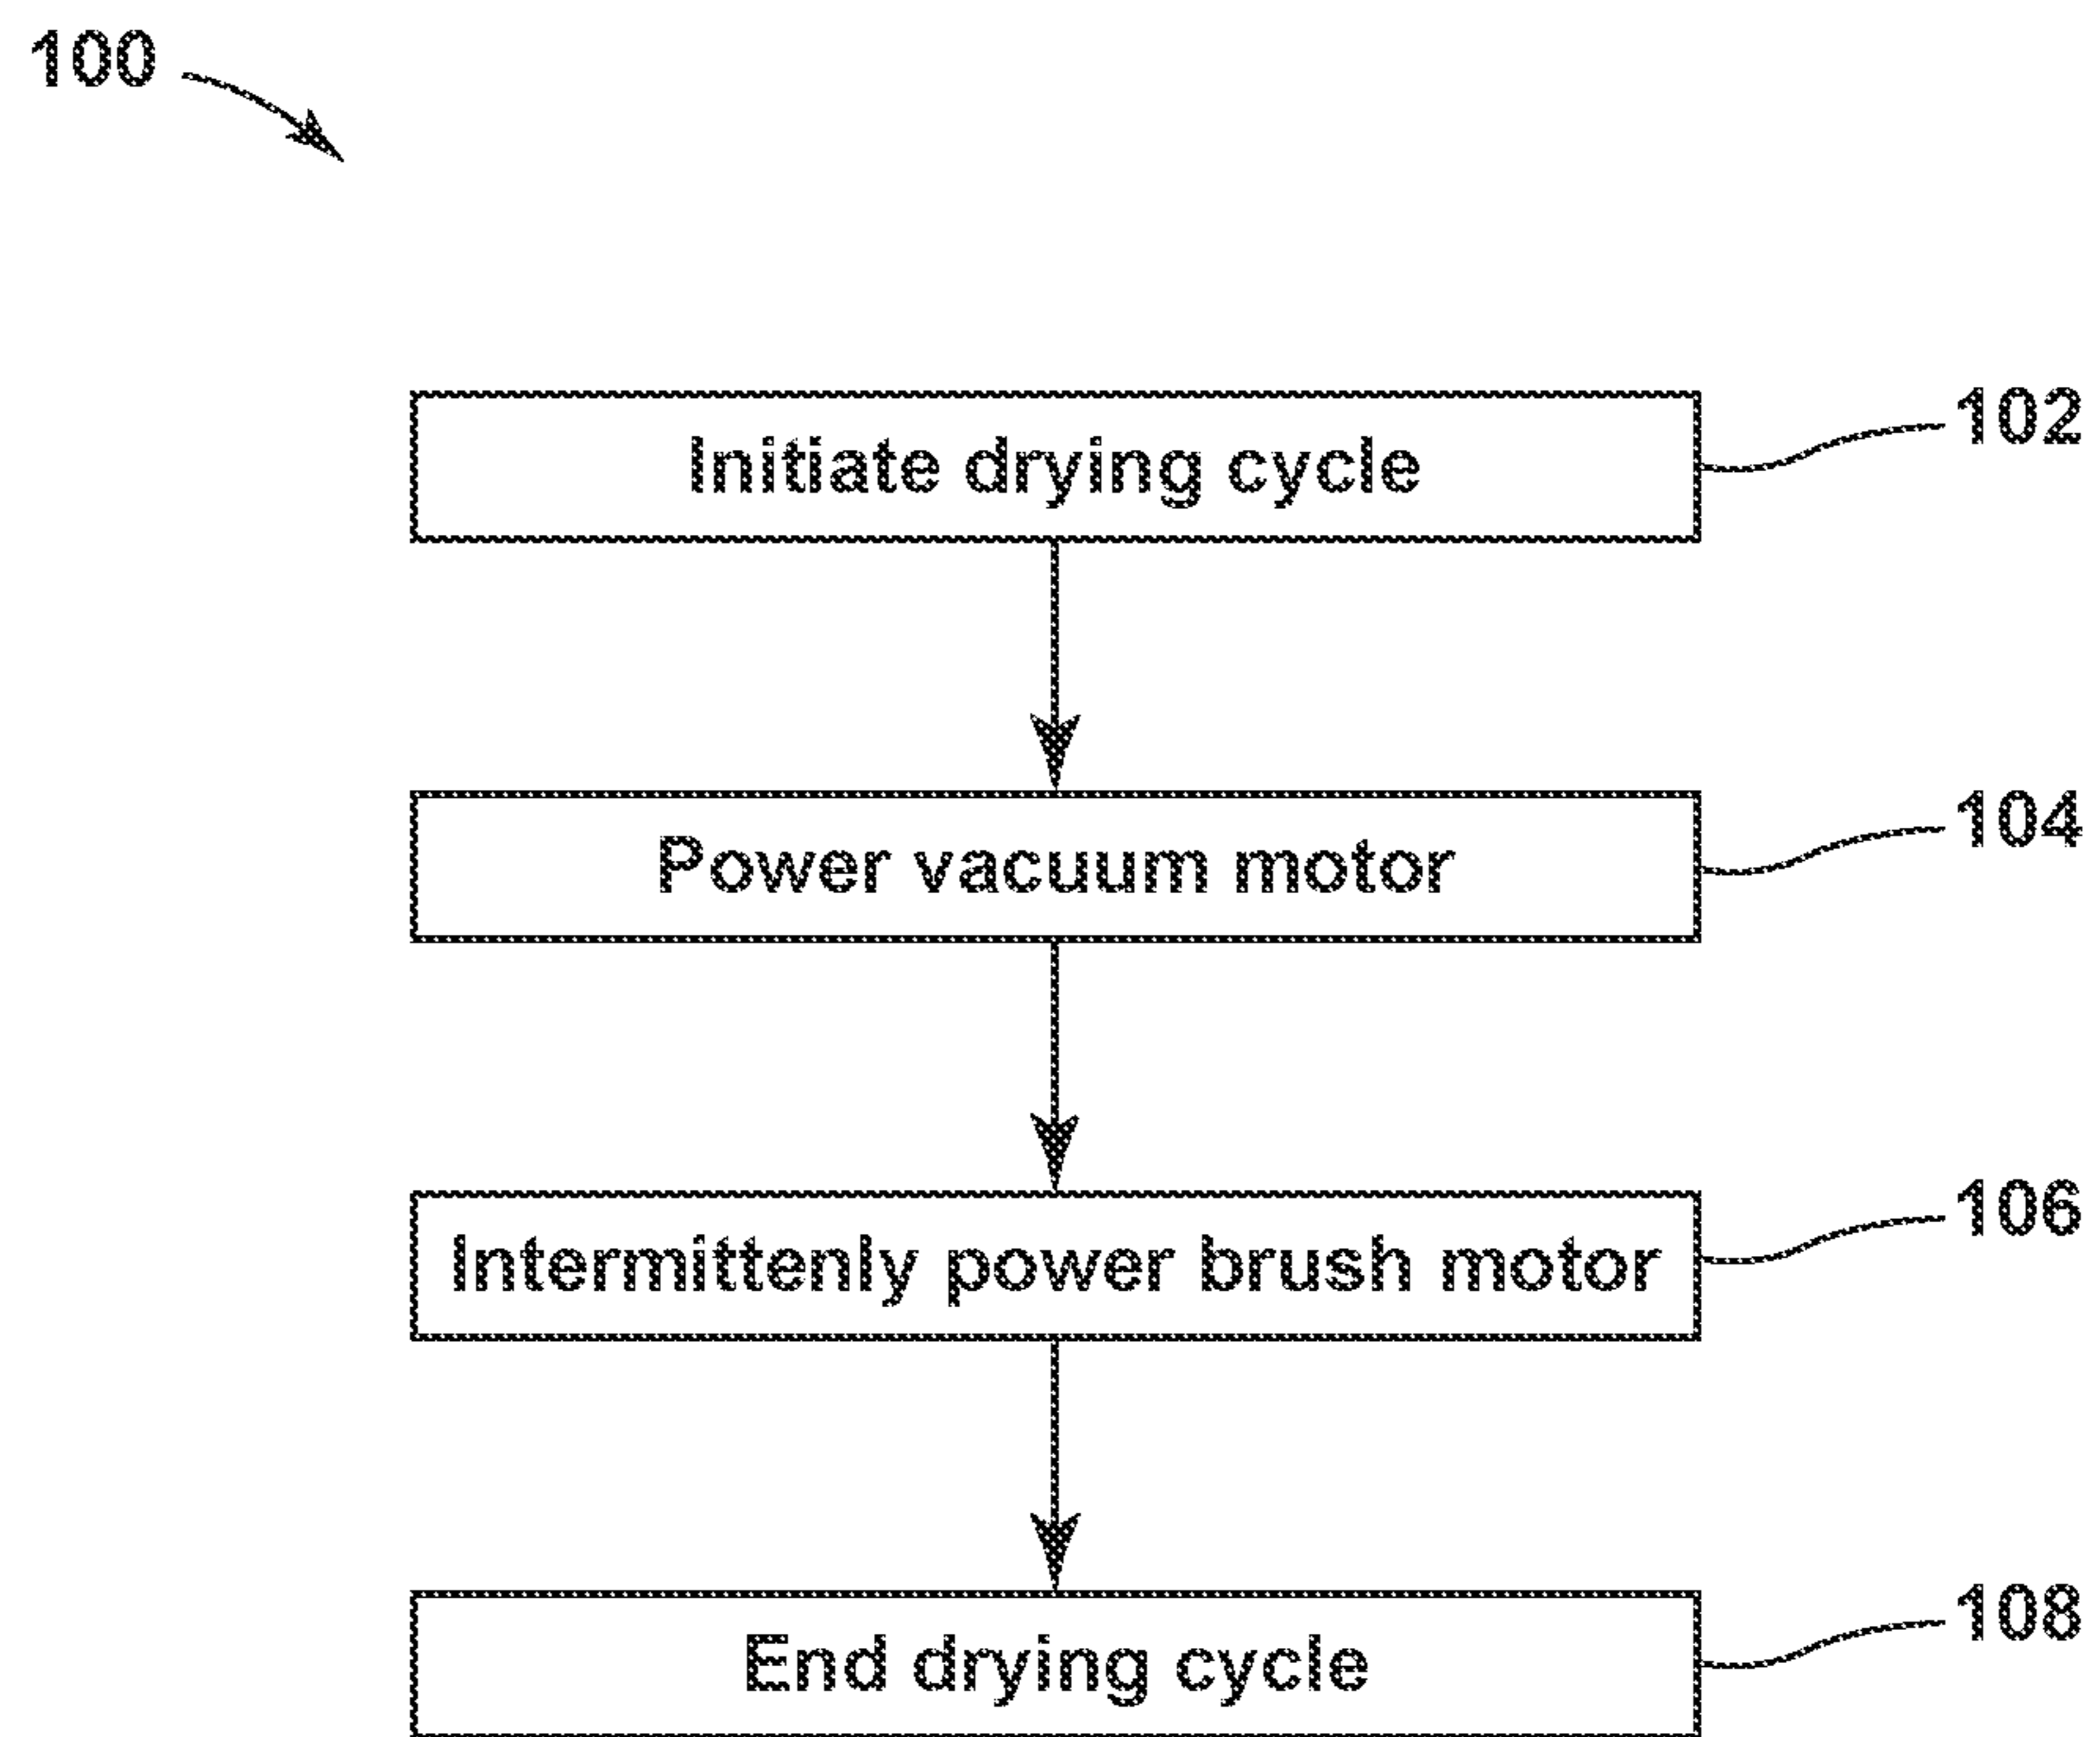 100
Initiate drying cycle
102
Power vacuum motor
104
Intermittenly power brush motor
106
End drying cycle
108